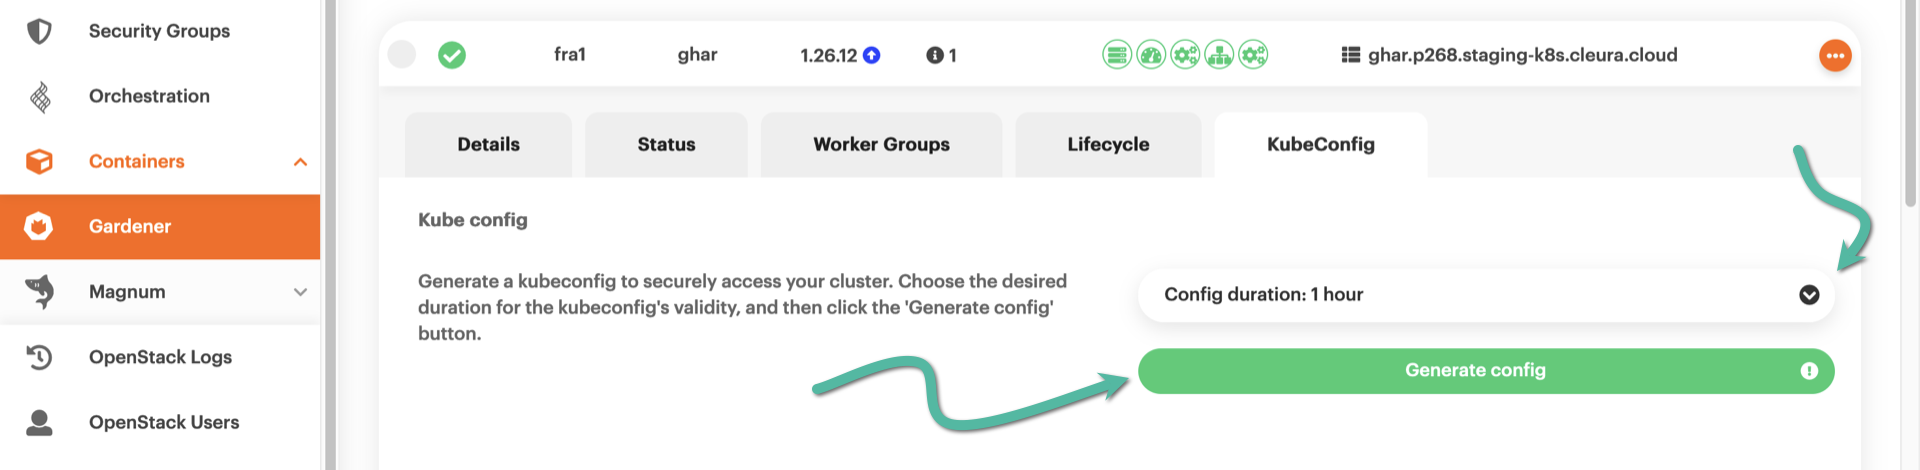 Security Groups
Orchestration
Containers
Gardener
Magnum
OpenStack Logs
OpenStack Users
fra1 ghar 1.26.12 1 ghar.p268.staging-k8s.cleura.cloud
Details Status Worker Groups Lifecycle KubeConfig
Kube config
Generate a kubeconfig to securely access your cluster. Choose the desired
duration for the kubeconfig's validity, and then click the 'Generate config'
button.
Config duration: 1 hour
Generate config